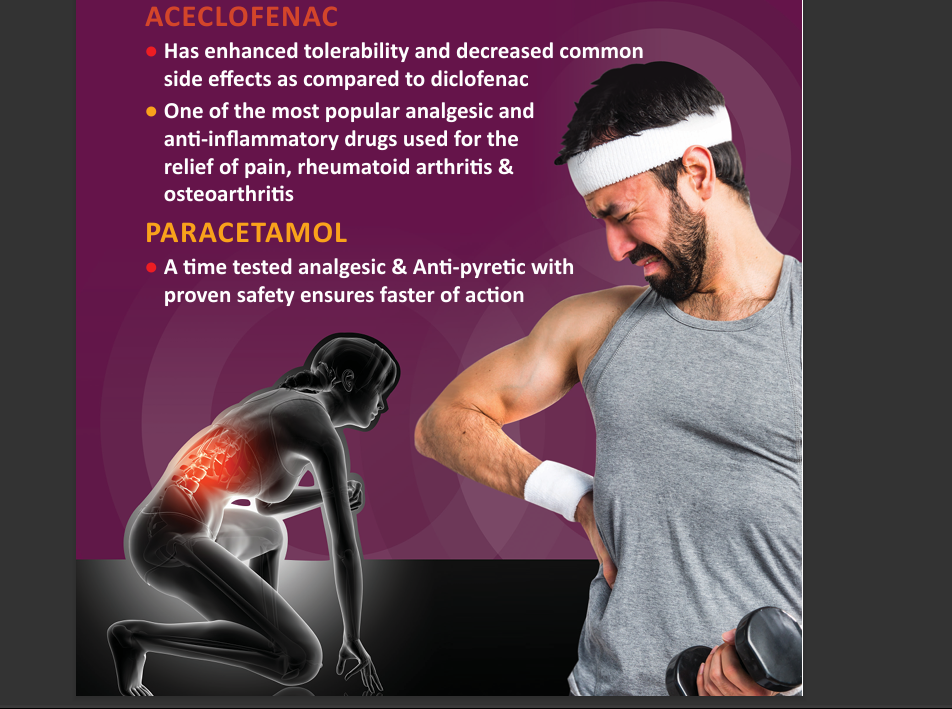 ACECLOFENAC
Has enhanced tolerability and decreased common
side effects as compared to diclofenac
One of the most popular analgesic and
anti-inflammatory drugs used for the
relief of pain, rheumatoid arthritis &
osteoarthritis
PARACETAMOL
A time tested analgesic & Anti-pyretic with
proven safety ensures faster of action